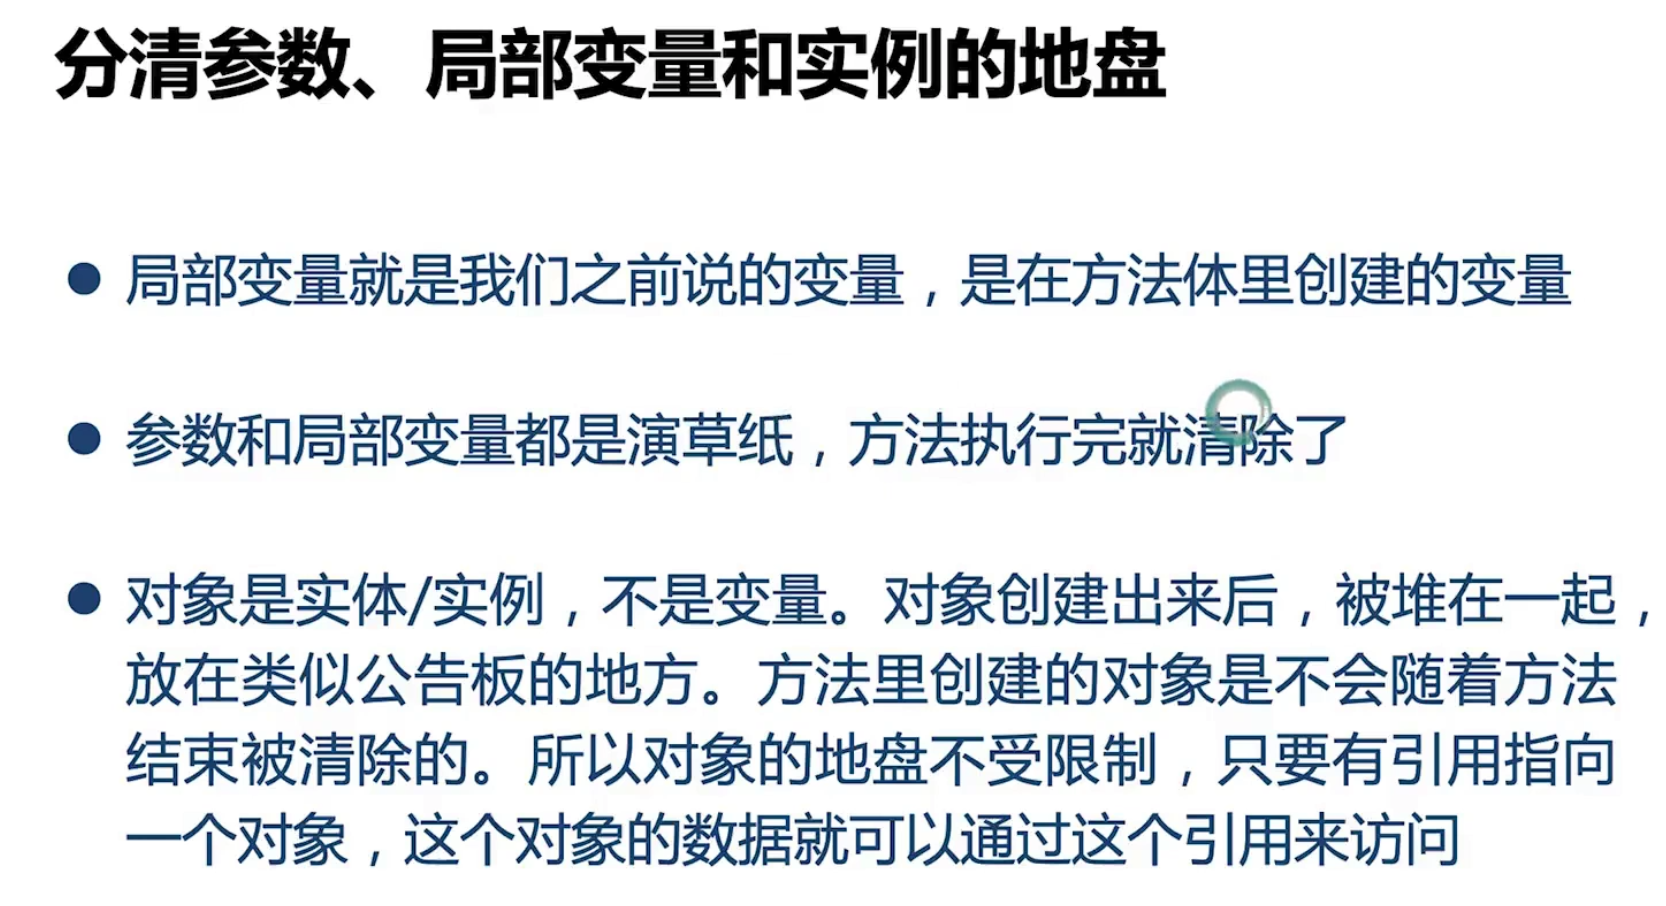 分清参数、局部变量和实例的地盘
● 局部变量就是我们之前说的变量，是在方法体里创建的变量
● 参数和局部变量都是演草纸，方法执行完就清除了
● 对象是实体/实例，不是变量。对象创建出来后，被堆在一起，
放在类似公告板的地方。方法里创建的对象是不会随着方法
结束被清除的。所以对象的地盘不受限制，只要有引用指向
一个对象，这个对象的数据就可以通过这个引用来访问